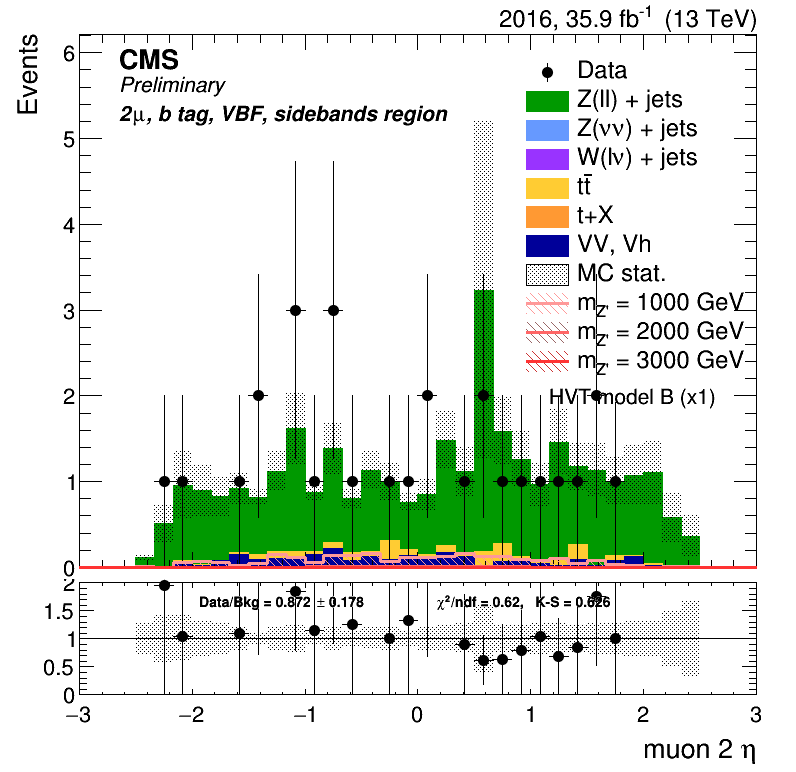 2016, 35.9 fb⁻¹ (13 TeV)
Events
CMS
Preliminary
2μ, b tag, VBF, sidebands region
Data
Z(ll) + jets
Z(νν) + jets
W(lν) + jets
tt̄
t+X
VV, Vh
MC stat.
m_Z' = 1000 GeV
m_Z' = 2000 GeV
m_Z' = 3000 GeV
HVT model B (x1)
6
5
4
3
2
1
0
Data/Bkg = 0.872 ± 0.178
χ²/ndf = 0.62, K-S = 0.626
2
1.5
1
0.5
0
−3 −2 −1 0 1 2 3
muon 2 η